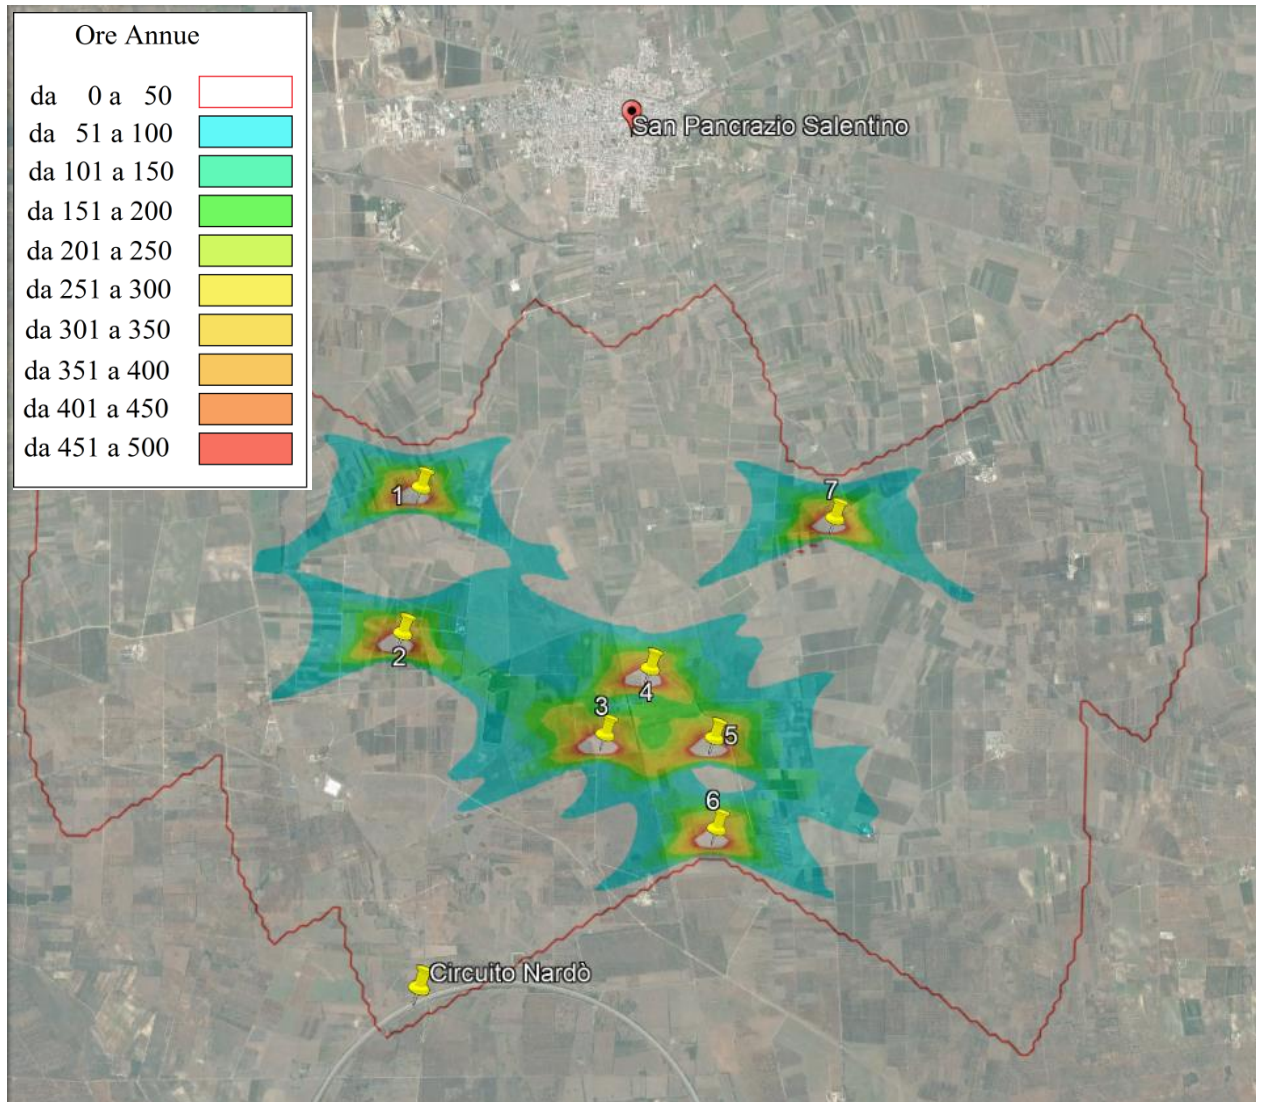 Ore Annue
da 0 a 50
da 51 a 100
da 101 a 150
da 151 a 200
da 201 a 250
da 251 a 300
da 301 a 350
da 351 a 400
da 401 a 450
da 451 a 500
San Pancrazio Salentino
1
7
2
4
3
5
6
Circuito Nardò